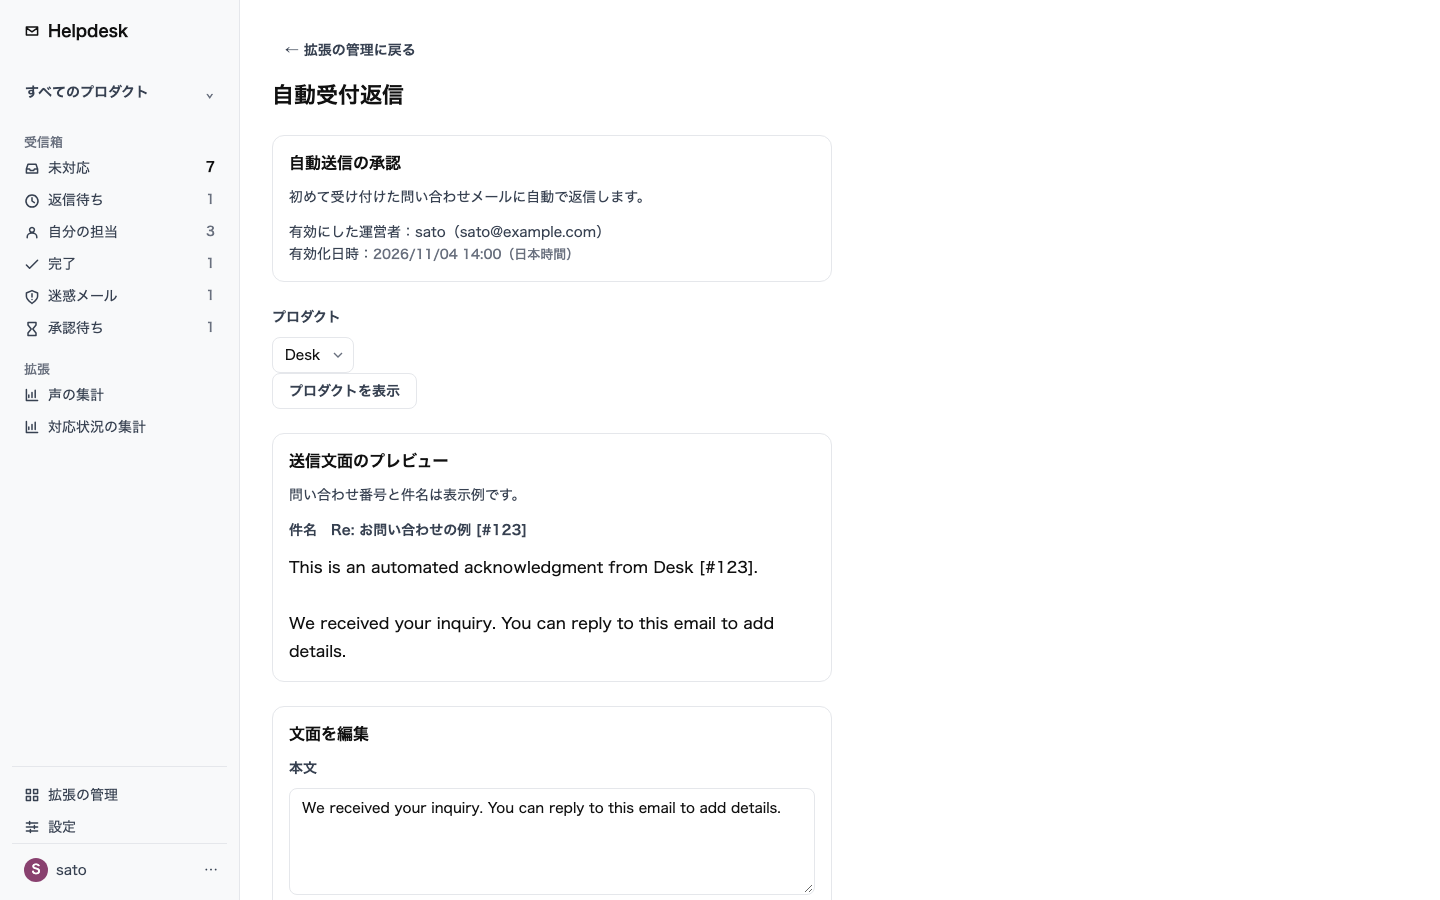 Helpdesk
すべてのプロダクト
受信箱
未対応 7
返信待ち 1
自分の担当 3
完了 1
迷惑メール 1
承認待ち 1
拡張
声の集計
対応状況の集計
拡張の管理
設定
S sato ...
← 拡張の管理に戻る
自動受付返信
自動送信の承認
初めて受け付けた問い合わせメールに自動で返信します。
有効にした運営者：sato（sato@example.com）
有効化日時：2026/11/04 14:00（日本時間）
プロダクト
Desk
プロダクトを表示
送信文面のプレビュー
問い合わせ番号と件名は表示例です。
件名　Re: お問い合わせの例 [#123]
This is an automated acknowledgment from Desk [#123].
We received your inquiry. You can reply to this email to add
details.
文面を編集
本文
We received your inquiry. You can reply to this email to add details.